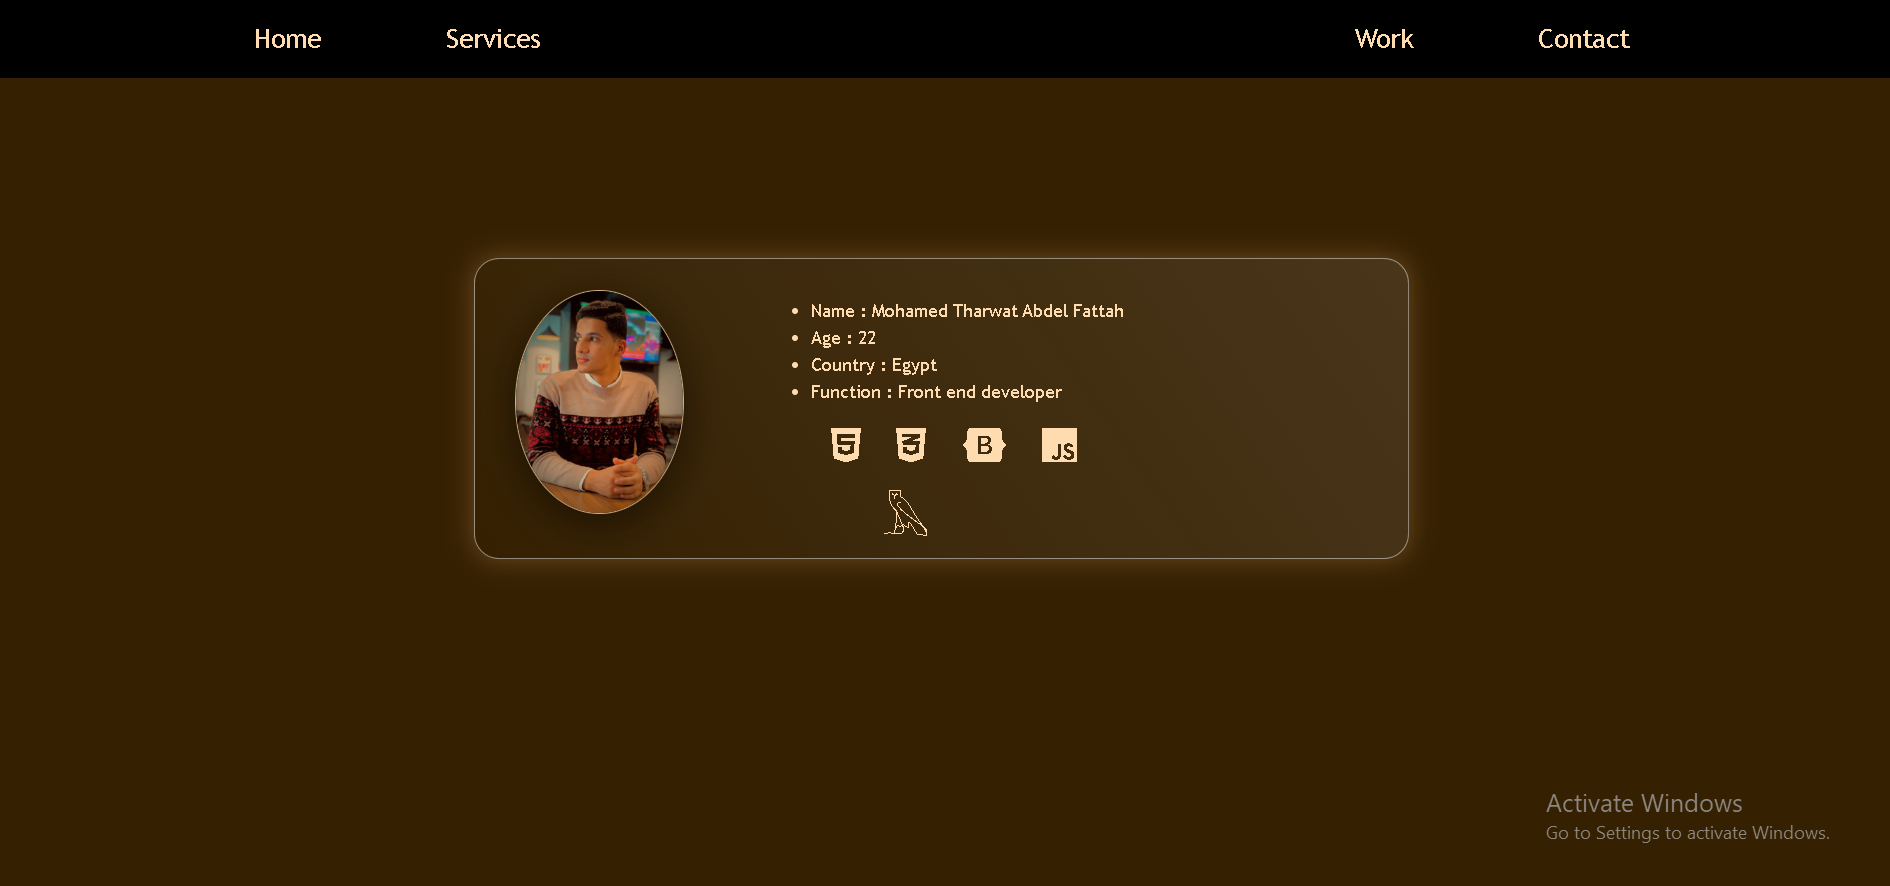 Home Services Work Contact
Name : Mohamed Tharwat Abdel Fattah
Age : 22
Country : Egypt
Function : Front end developer
5 3 B JS
Activate Windows
Go to Settings to activate Windows.